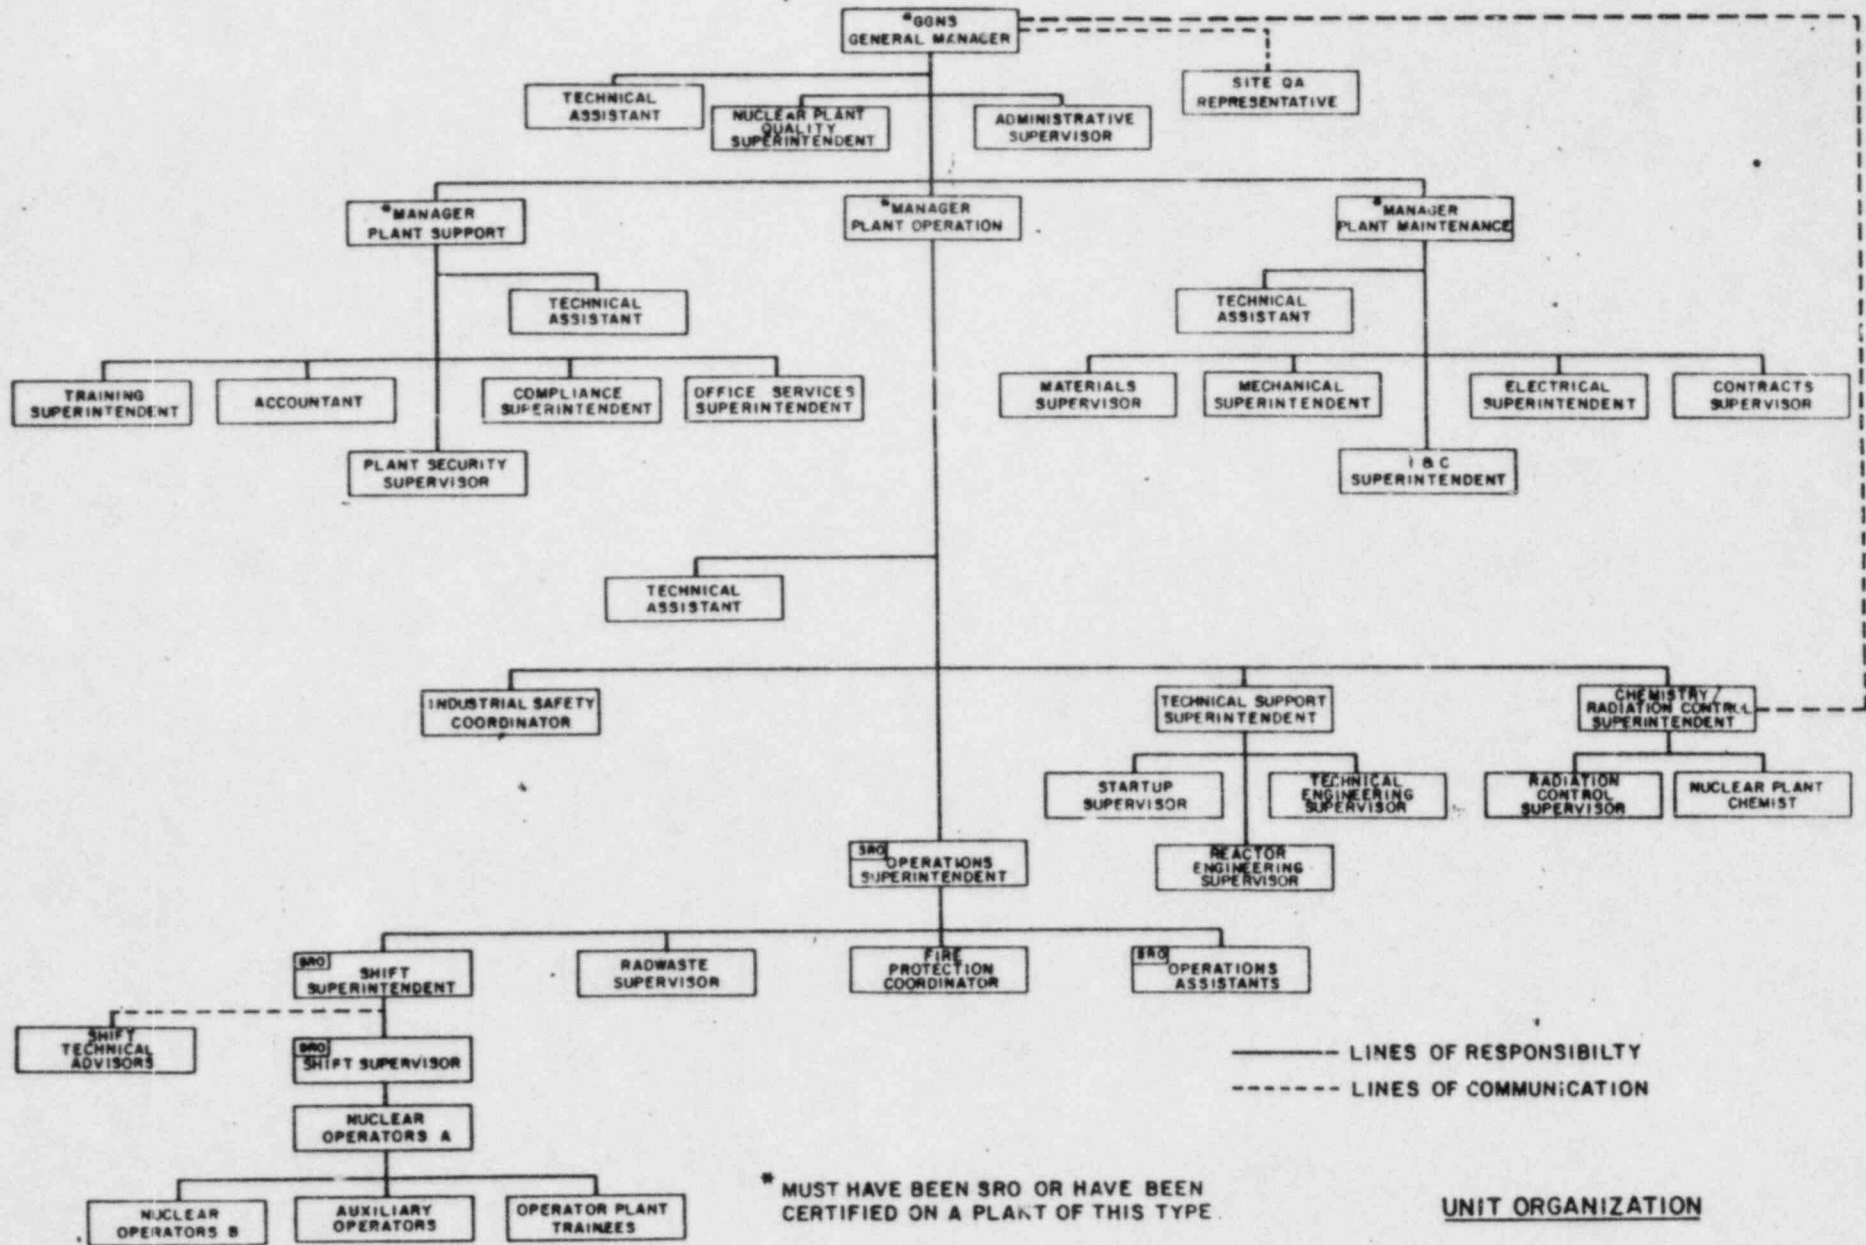 *GGNS
GENERAL MANAGER
TECHNICAL
ASSISTANT
NUCLEAR PLANT
QUALITY
SUPERINTENDENT
ADMINISTRATIVE
SUPERVISOR
SITE QA
REPRESENTATIVE
*MANAGER
PLANT SUPPORT
*MANAGER
PLANT OPERATION
*MANAGER
PLANT MAINTENANCE
TECHNICAL
ASSISTANT
TECHNICAL
ASSISTANT
TRAINING
SUPERINTENDENT
ACCOUNTANT
COMPLIANCE
SUPERINTENDENT
OFFICE SERVICES
SUPERINTENDENT
MATERIALS
SUPERVISOR
MECHANICAL
SUPERINTENDENT
ELECTRICAL
SUPERINTENDENT
CONTRACTS
SUPERVISOR
PLANT SECURITY
SUPERVISOR
I & C
SUPERINTENDENT
TECHNICAL
ASSISTANT
INDUSTRIAL SAFETY
COORDINATOR
TECHNICAL SUPPORT
SUPERINTENDENT
CHEMISTRY /
RADIATION CONTROL
SUPERINTENDENT
STARTUP
SUPERVISOR
TECHNICAL
ENGINEERING
SUPERVISOR
RADIATION
CONTROL
SUPERVISOR
NUCLEAR PLANT
CHEMIST
SRO
OPERATIONS
SUPERINTENDENT
REACTOR
ENGINEERING
SUPERVISOR
SRO
SHIFT
SUPERINTENDENT
RADWASTE
SUPERVISOR
FIRE
PROTECTION
COORDINATOR
SRO
OPERATIONS
ASSISTANTS
SHIFT
TECHNICAL
ADVISORS
SRO
SHIFT SUPERVISOR
LINES OF RESPONSIBILTY
LINES OF COMMUNICATION
NUCLEAR
OPERATORS A
NUCLEAR
OPERATORS B
AUXILIARY
OPERATORS
OPERATOR PLANT
TRAINEES
* MUST HAVE BEEN SRO OR HAVE BEEN
CERTIFIED ON A PLANT OF THIS TYPE.
UNIT ORGANIZATION